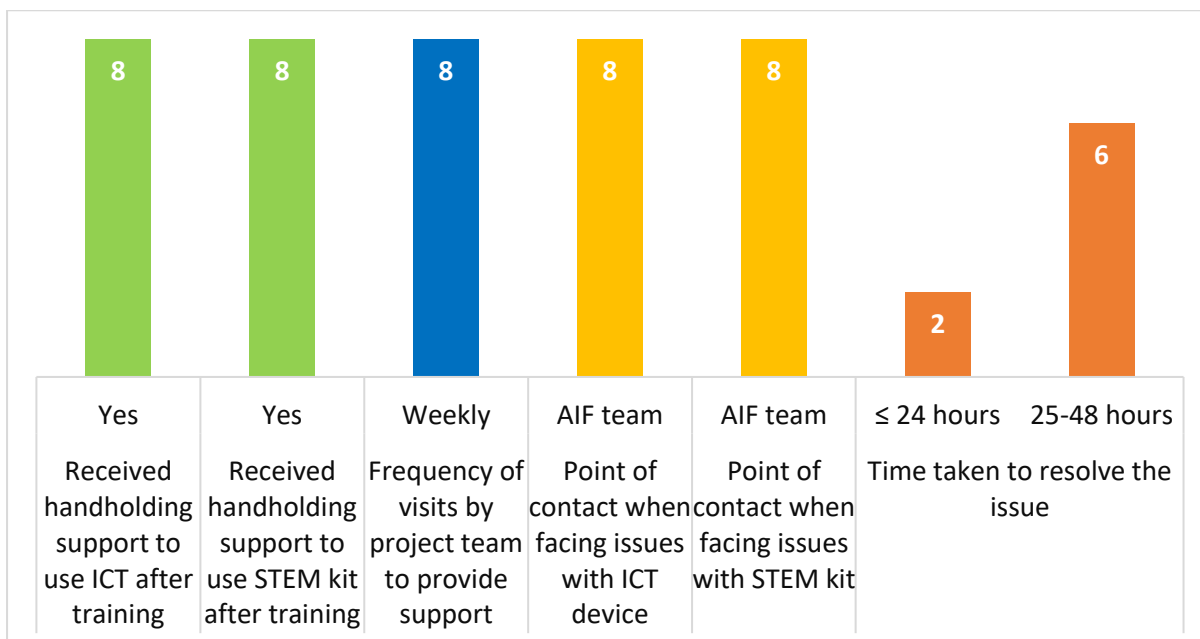 8
8
8
8
8
2
6
Yes
Yes
Weekly
AIF team
AIF team
≤ 24 hours
25-48 hours
Received
handholding
support to
use ICT after
training
Received
handholding
support to
use STEM kit
after training
Frequency of
visits by
project team
to provide
support
Point of
contact when
facing issues
with ICT
device
Point of
contact when
facing issues
with STEM kit
Time taken to resolve the
issue